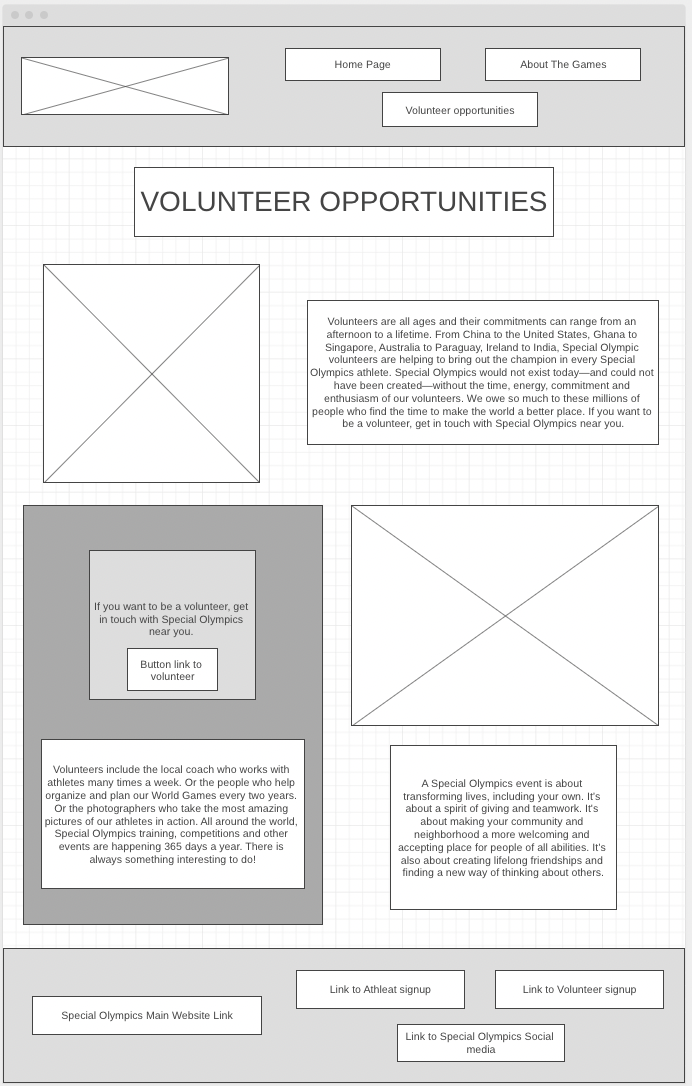 Home Page
About The Games
Volunteer opportunities
VOLUNTEER OPPORTUNITIES
Volunteers are all ages and their commitments can range from an
afternoon to a lifetime. From China to the United States, Ghana to
Singapore, Australia to Paraguay, Ireland to India, Special Olympic
volunteers are helping to bring out the champion in every Special
Olympics athlete. Special Olympics would not exist today—and could not
have been created—without the time, energy, commitment and
enthusiasm of our volunteers. We owe so much to these millions of
people who find the time to make the world a better place. If you want to
be a volunteer, get in touch with Special Olympics near you.
If you want to be a volunteer, get
in touch with Special Olympics
near you.
Button link to
volunteer
Volunteers include the local coach who works with
athletes many times a week. Or the people who help
organize and plan our World Games every two years.
Or the photographers who take the most amazing
pictures of our athletes in action. All around the world,
Special Olympics training, competitions and other
events are happening 365 days a year. There is
always something interesting to do!
A Special Olympics event is about
transforming lives, including your own. It's
about a spirit of giving and teamwork. It's
about making your community and
neighborhood a more welcoming and
accepting place for people of all abilities. It's
also about creating lifelong friendships and
finding a new way of thinking about others.
Special Olympics Main Website Link
Link to Athleat signup
Link to Volunteer signup
Link to Special Olympics Social
media